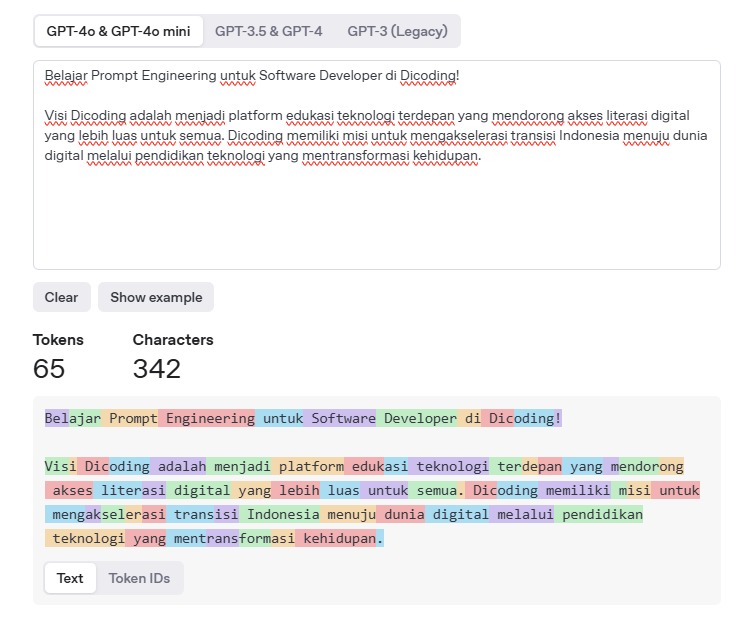 GPT-4o & GPT-4o mini GPT-3.5 & GPT-4 GPT-3 (Legacy)
Belajar Prompt Engineering untuk Software Developer di Dicoding!
Visi Dicoding adalah menjadi platform edukasi teknologi terdepan yang mendorong akses literasi digital
yang lebih luas untuk semua. Dicoding memiliki misi untuk mengakselerasi transisi Indonesia menuju dunia
digital melalui pendidikan teknologi yang mentransformasi kehidupan.
Clear Show example
Tokens Characters
65 342
Belajar Prompt Engineering untuk Software Developer di Dicoding!
Visi Dicoding adalah menjadi platform edukasi teknologi terdepan yang mendorong
akses literasi digital yang lebih luas untuk semua. Dicoding memiliki misi untuk
mengakselerasi transisi Indonesia menuju dunia digital melalui pendidikan
teknologi yang mentransformasi kehidupan.
Text Token IDs